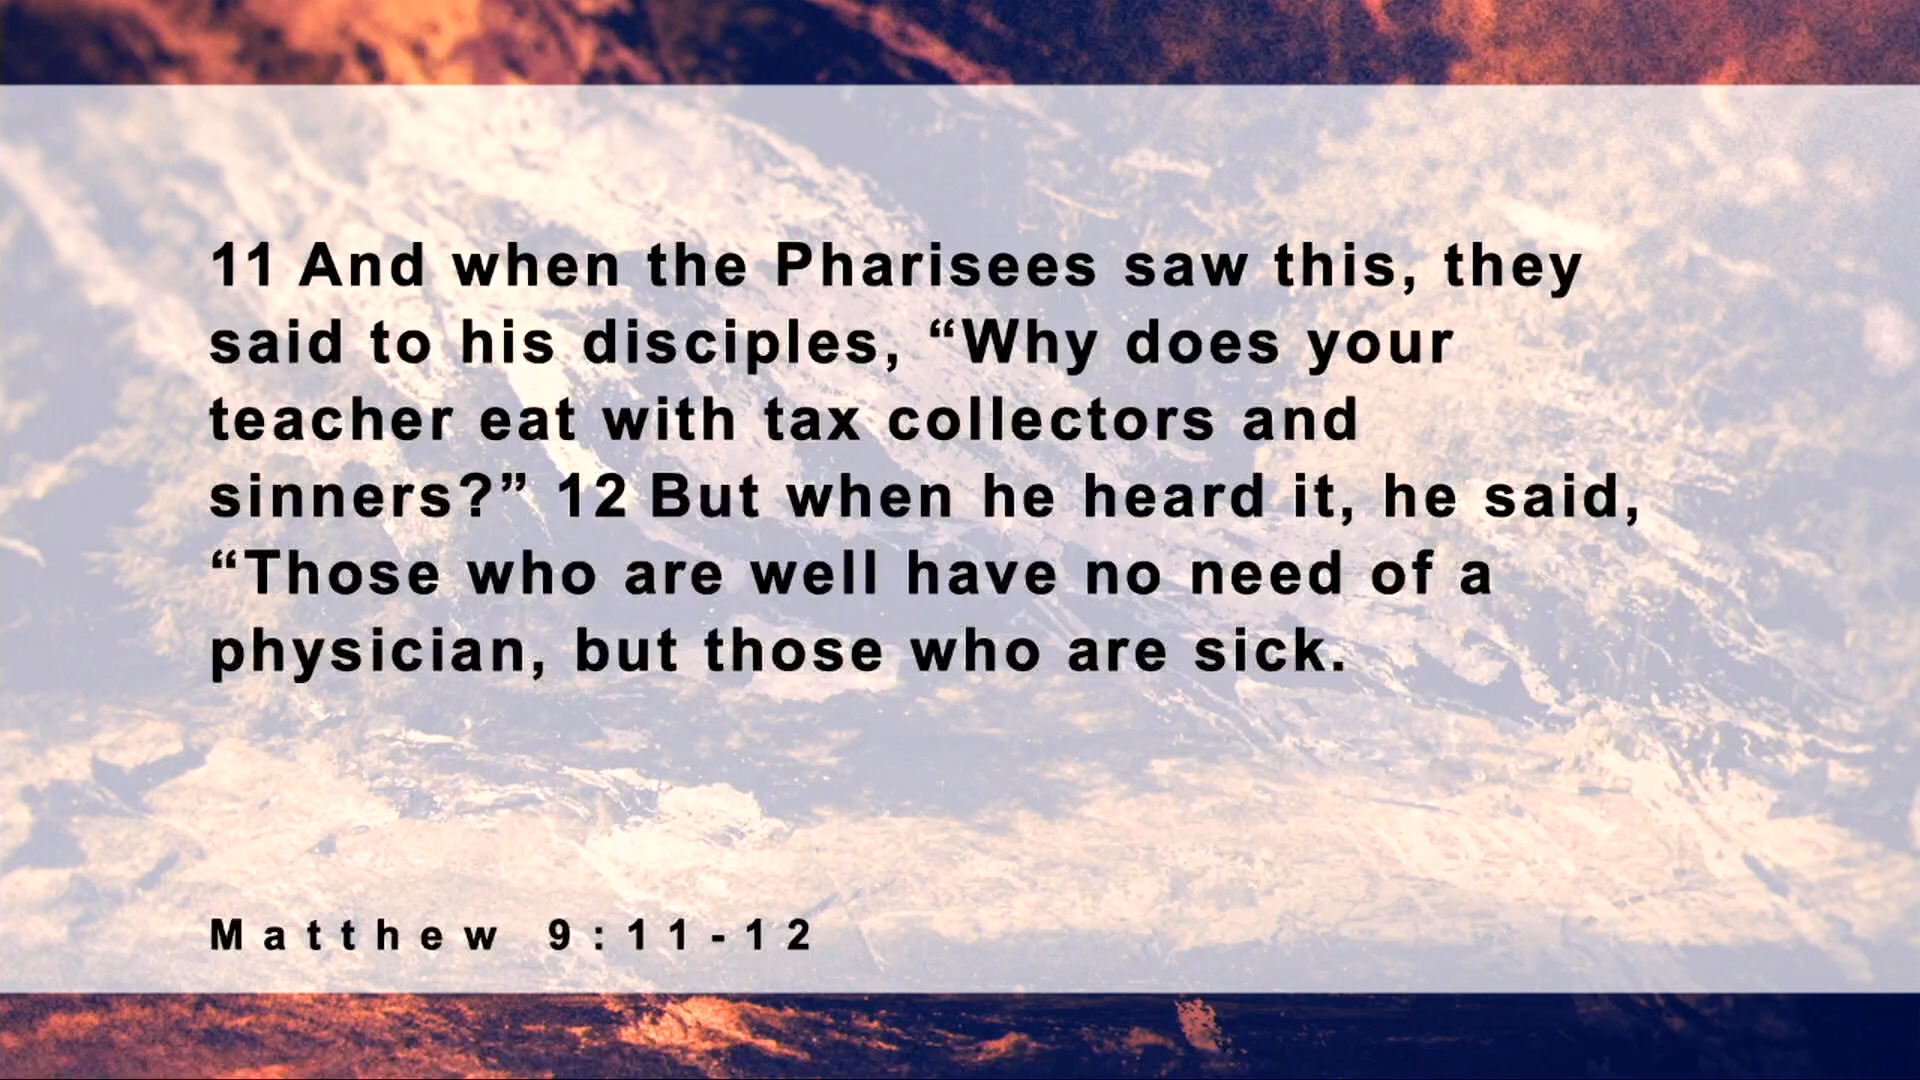 11 And when the Pharisees saw this, they
said to his disciples, “Why does your
teacher eat with tax collectors and
sinners?” 12 But when he heard it, he said,
“Those who are well have no need of a
physician, but those who are sick.
Matthew 9:11-12